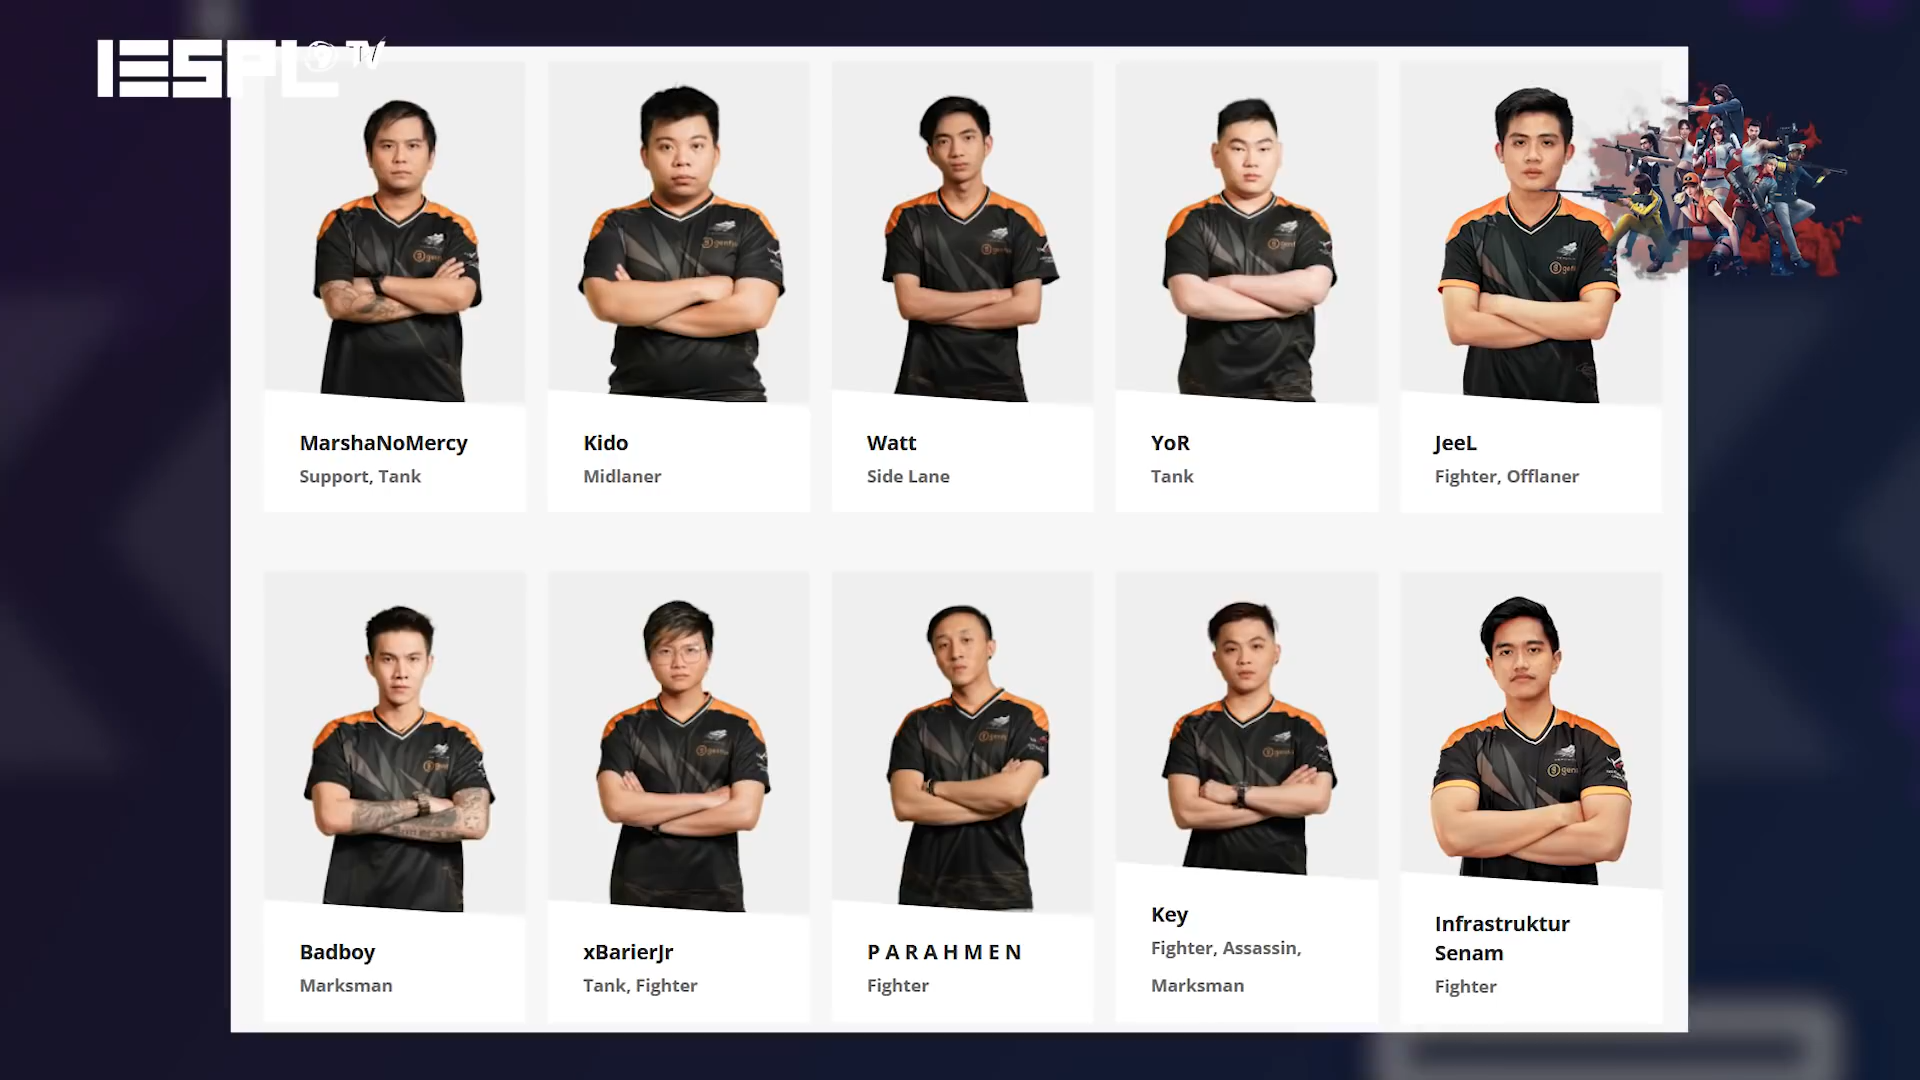 IESPL TV
MarshaNoMercy
Support, Tank
Kido
Midlaner
Watt
Side Lane
YoR
Tank
JeeL
Fighter, Offlaner
Badboy
Marksman
xBarierJr
Tank, Fighter
P A R A H M E N
Fighter
Key
Fighter, Assassin,
Marksman
Infrastruktur
Senam
Fighter